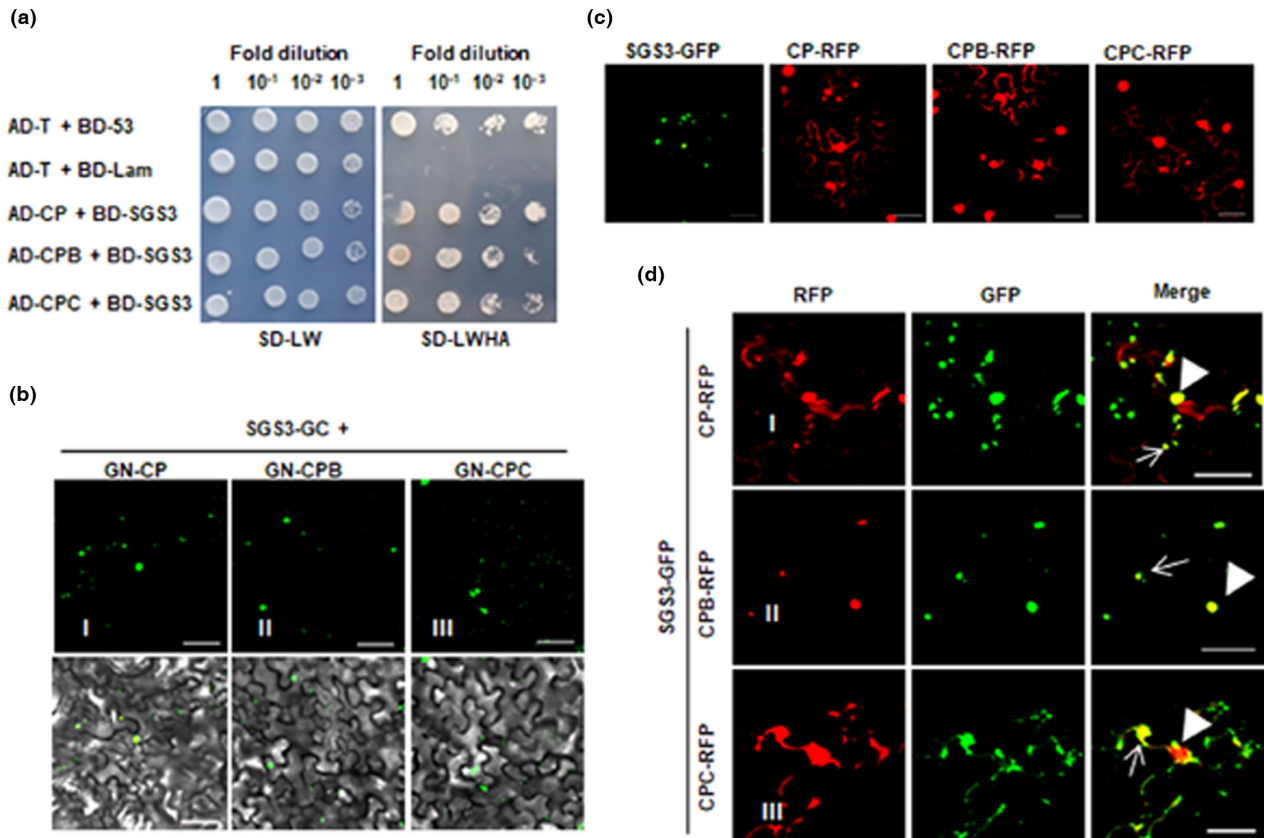 (a)
Fold dilution Fold dilution
1 10⁻¹ 10⁻² 10⁻³ 1 10⁻¹ 10⁻² 10⁻³
AD-T + BD-53
AD-T + BD-Lam
AD-CP + BD-SGS3
AD-CPB + BD-SGS3
AD-CPC + BD-SGS3
SD-LW SD-LWHA
(b)
SGS3-GC +
GN-CP GN-CPB GN-CPC
I II III
(c)
SGS3-GFP CP-RFP CPB-RFP CPC-RFP
(d)
RFP GFP Merge
SGS3-GFP
CP-RFP
I
CPB-RFP
II
CPC-RFP
III